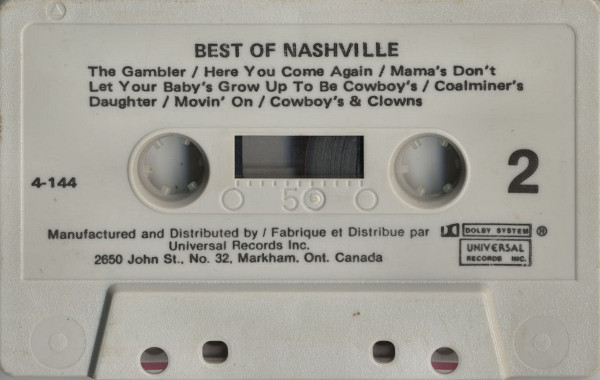 BEST OF NASHVILLE
The Gambler / Here You Come Again / Mama's Don't
Let Your Baby's Grow Up To Be Cowboy's / Coalminer's
Daughter / Movin' On / Cowboy's & Clowns
4-144
2
50
Manufactured and Distributed by / Fabrique et Distribue par
Universal Records Inc.
2650 John St., No. 32, Markham, Ont. Canada
DOLBY SYSTEM ®
UNIVERSAL
RECORDS INC.